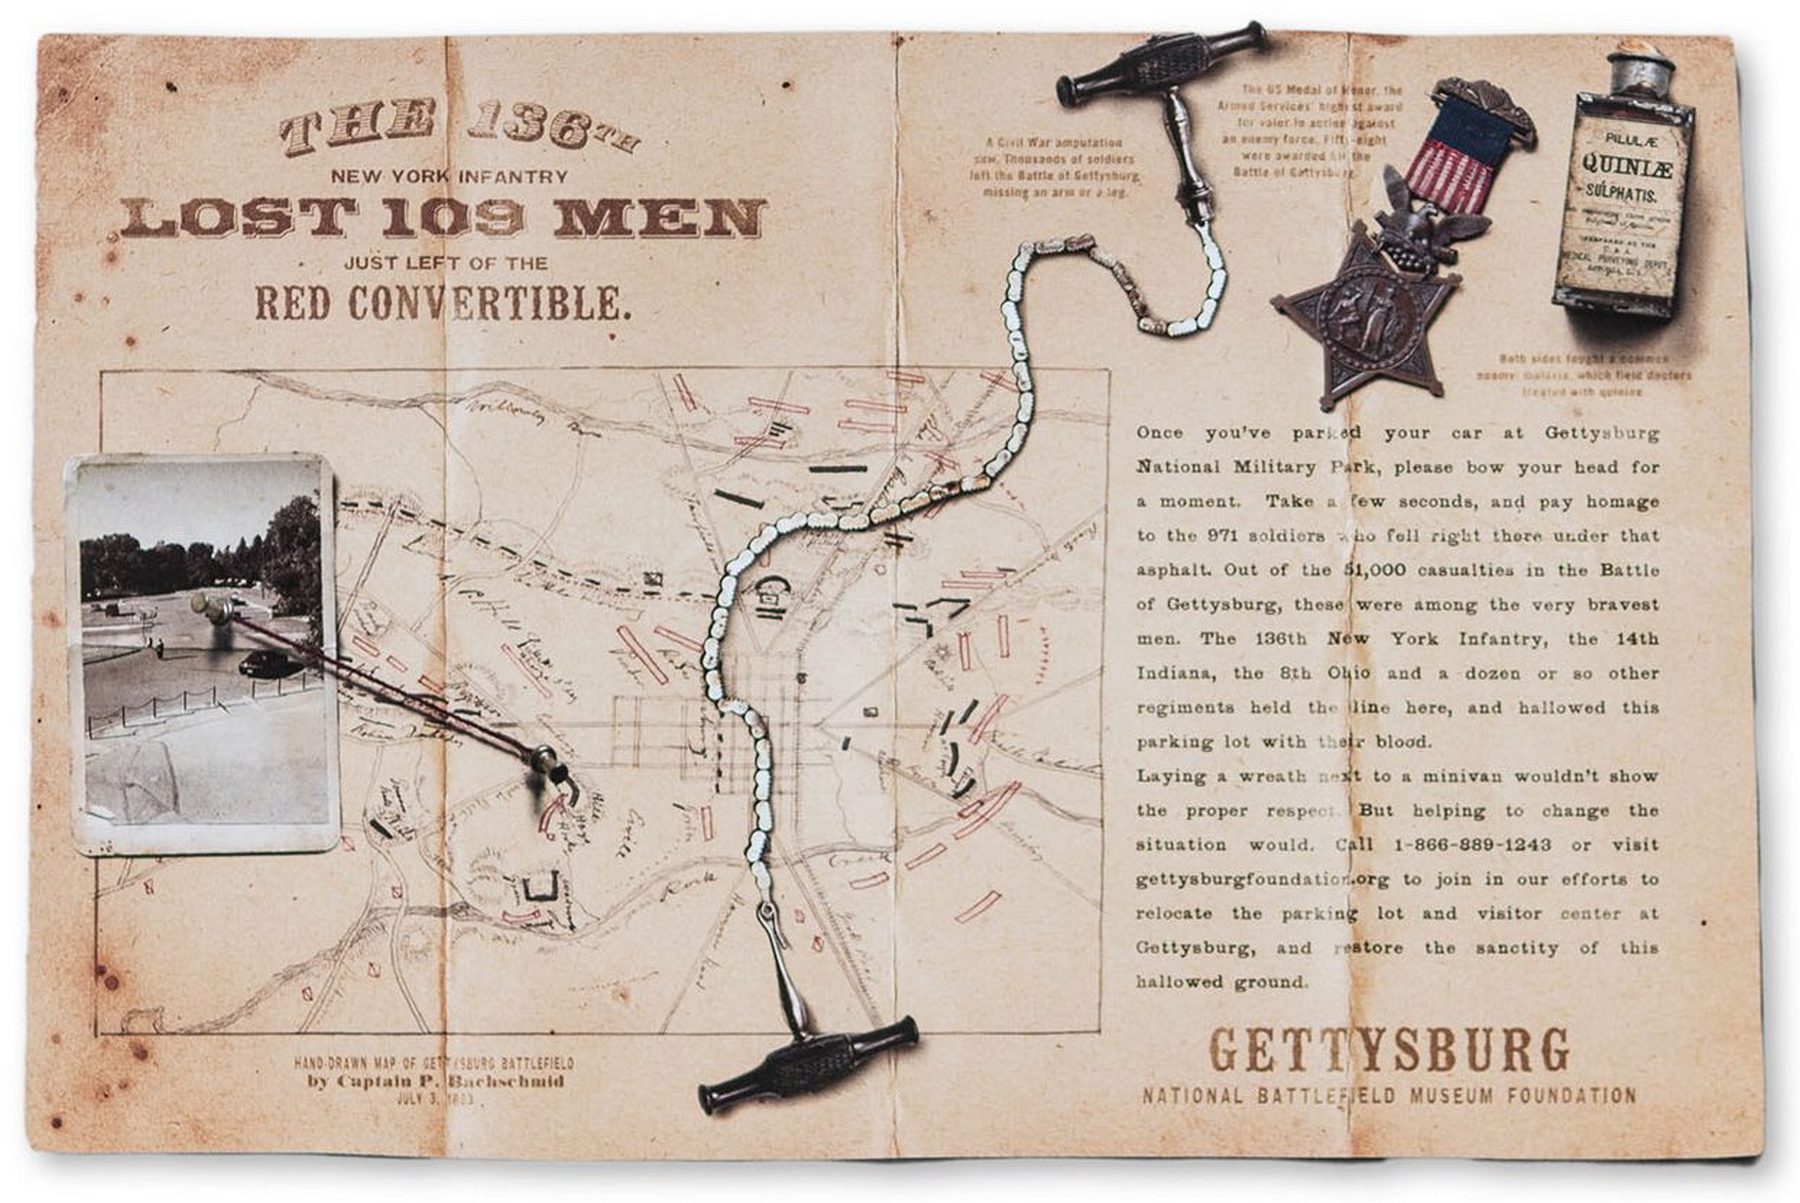 THE 136TH
NEW YORK INFANTRY
LOST 109 MEN
JUST LEFT OF THE
RED CONVERTIBLE.
A Civil War amputation
saw. Thousands of soldiers
left the Battle of Gettysburg,
missing an arm or a leg.
The US Medal of Honor, the
Armed Services' highest award
for valor in action against
an enemy force. Fifty-eight
were awarded for the
Battle of Gettysburg.
PILULÆ
QUINIÆ
SULPHATIS.
PREPARED AT THE
U. S. A.
MEDICAL PURVEYING DEPOT
Both sides fought a common
enemy: malaria, which field doctors
treated with quinine
Willoughby Run
Rock
Creek
Once you've parked your car at Gettysburg
National Military Park, please bow your head for
a moment. Take a few seconds, and pay homage
to the 971 soldiers who fell right there under that
asphalt. Out of the 51,000 casualties in the Battle
of Gettysburg, these were among the very bravest
men. The 136th New York Infantry, the 14th
Indiana, the 8th Ohio and a dozen or so other
regiments held the line here, and hallowed this
parking lot with their blood.
Laying a wreath next to a minivan wouldn't show
the proper respect. But helping to change the
situation would. Call 1-866-889-1243 or visit
gettysburgfoundation.org to join in our efforts to
relocate the parking lot and visitor center at
Gettysburg, and restore the sanctity of this
hallowed ground.
HAND-DRAWN MAP OF GETTYSBURG BATTLEFIELD
by Captain P. Bachschmid
JULY 3, 1863
GETTYSBURG
NATIONAL BATTLEFIELD MUSEUM FOUNDATION